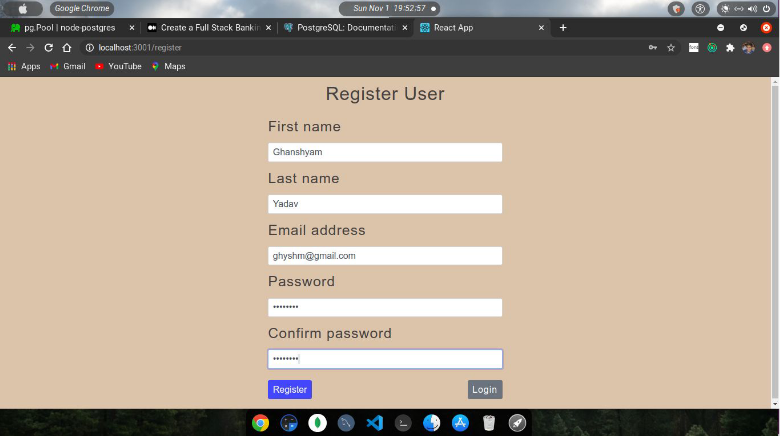 Google Chrome
Sun Nov 1 19:52:57
pg.Pool | node-postgres
Create a Full Stack Bankin
PostgreSQL: Documentati
React App
localhost:3001/register
Apps
Gmail
YouTube
Maps
Register User
First name
Ghanshyam
Last name
Yadav
Email address
ghyshm@gmail.com
Password
••••••••
Confirm password
••••••••
Register
Login